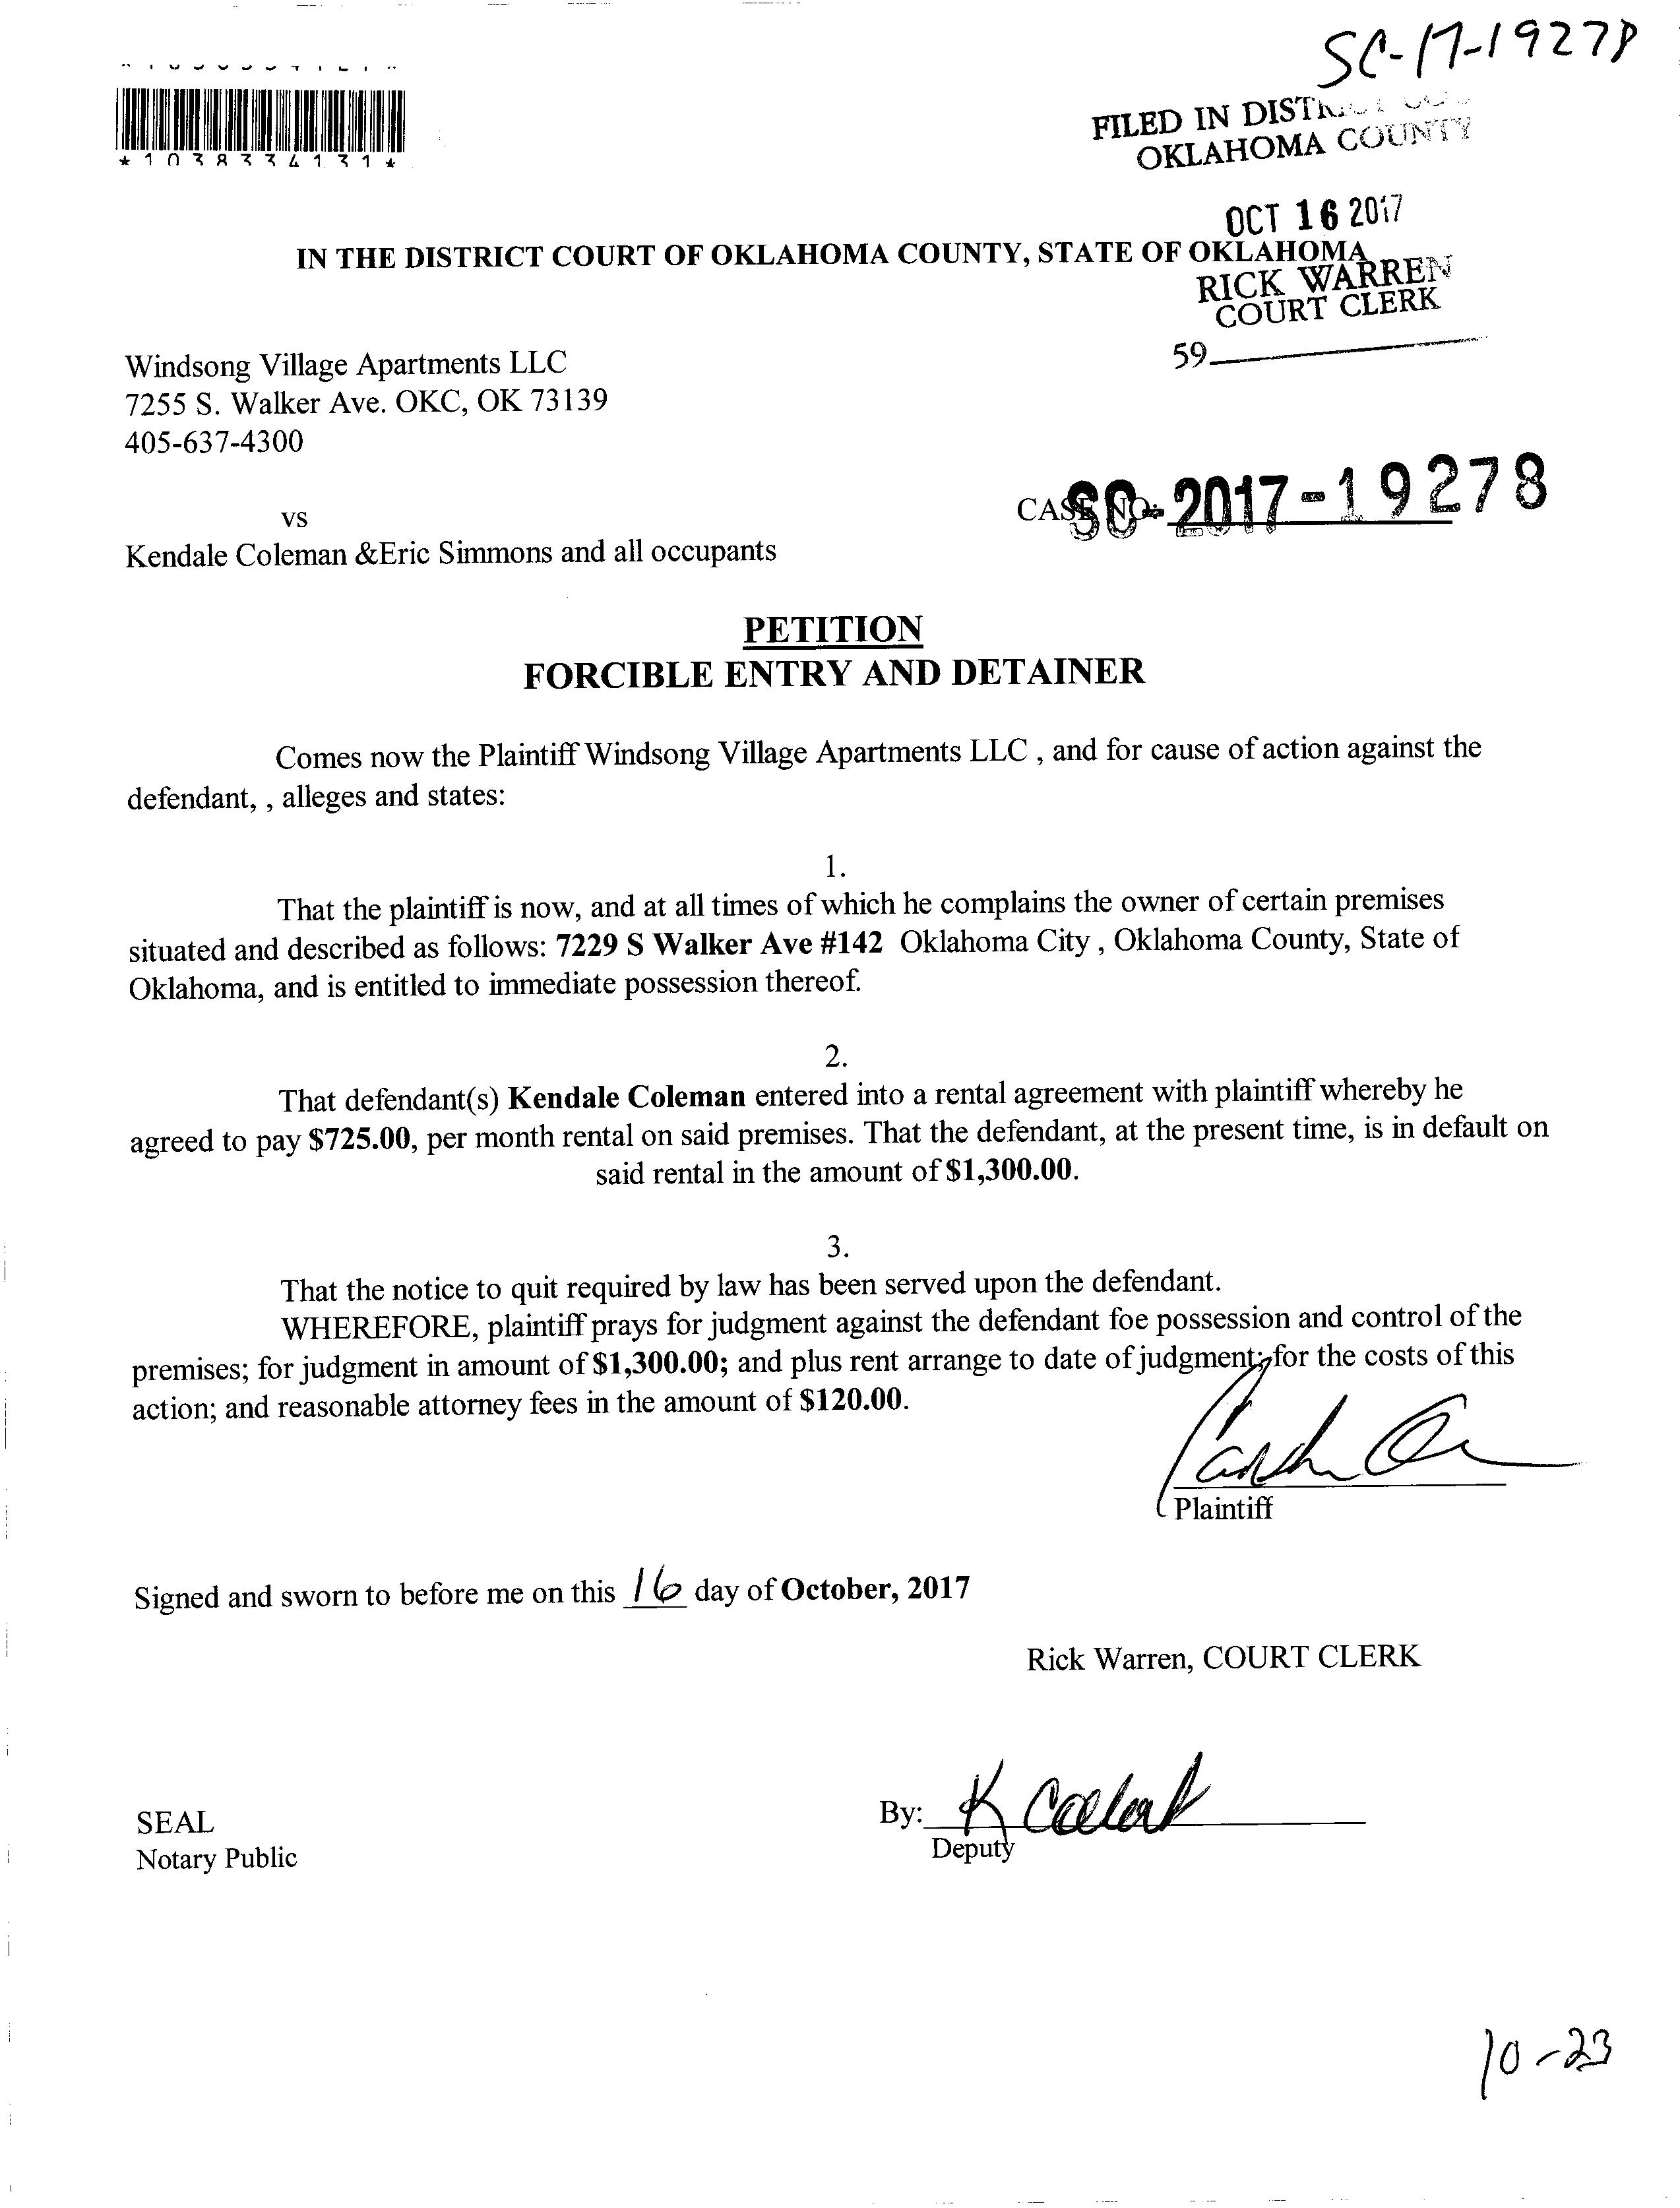 SC-17-19278
*1038334131*
FILED IN DISTRICT
OKLAHOMA COUNTY
OCT 16 2017
IN THE DISTRICT COURT OF OKLAHOMA COUNTY, STATE OF OKLAHOMA
RICK WARREN
COURT CLERK
59
Windsong Village Apartments LLC
7255 S. Walker Ave. OKC, OK 73139
405-637-4300
CASE NO. SC-2017-19278
vs
Kendale Coleman &Eric Simmons and all occupants
PETITION
FORCIBLE ENTRY AND DETAINER
Comes now the Plaintiff Windsong Village Apartments LLC , and for cause of action against the
defendant, , alleges and states:
1.
That the plaintiff is now, and at all times of which he complains the owner of certain premises
situated and described as follows: 7229 S Walker Ave #142 Oklahoma City , Oklahoma County, State of
Oklahoma, and is entitled to immediate possession thereof.
2.
That defendant(s) Kendale Coleman entered into a rental agreement with plaintiff whereby he
agreed to pay $725.00, per month rental on said premises. That the defendant, at the present time, is in default on
said rental in the amount of $1,300.00.
3.
That the notice to quit required by law has been served upon the defendant.
WHEREFORE, plaintiff prays for judgment against the defendant foe possession and control of the
premises; for judgment in amount of $1,300.00; and plus rent arrange to date of judgment; for the costs of this
action; and reasonable attorney fees in the amount of $120.00.
Plaintiff
Signed and sworn to before me on this 16 day of October, 2017
Rick Warren, COURT CLERK
By: K
Deputy
SEAL
Notary Public
10-23